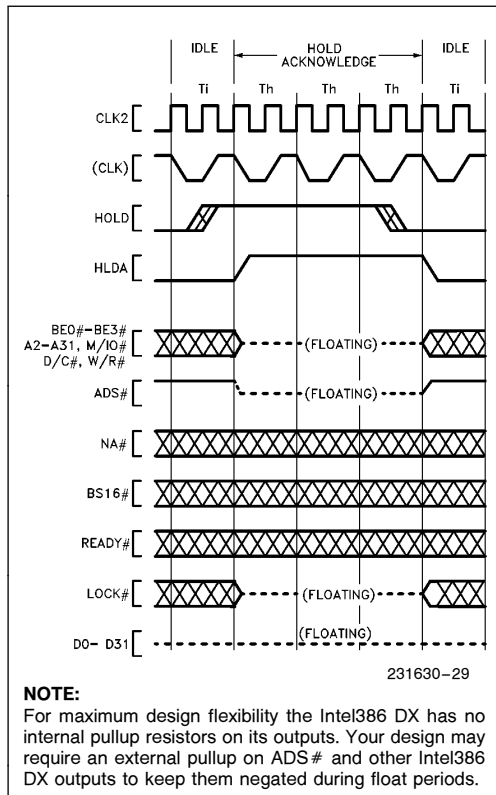 IDLE HOLD ACKNOWLEDGE IDLE
Ti Th Th Th Ti
CLK2
(CLK)
HOLD
HLDA
BE0#–BE3#
A2–A31, M/IO#
D/C#, W/R#
(FLOATING)
ADS#
(FLOATING)
NA#
BS16#
READY#
LOCK#
(FLOATING)
D0– D31
(FLOATING)
231630–29
NOTE:
For maximum design flexibility the Intel386 DX has no
internal pullup resistors on its outputs. Your design may
require an external pullup on ADS# and other Intel386
DX outputs to keep them negated during float periods.